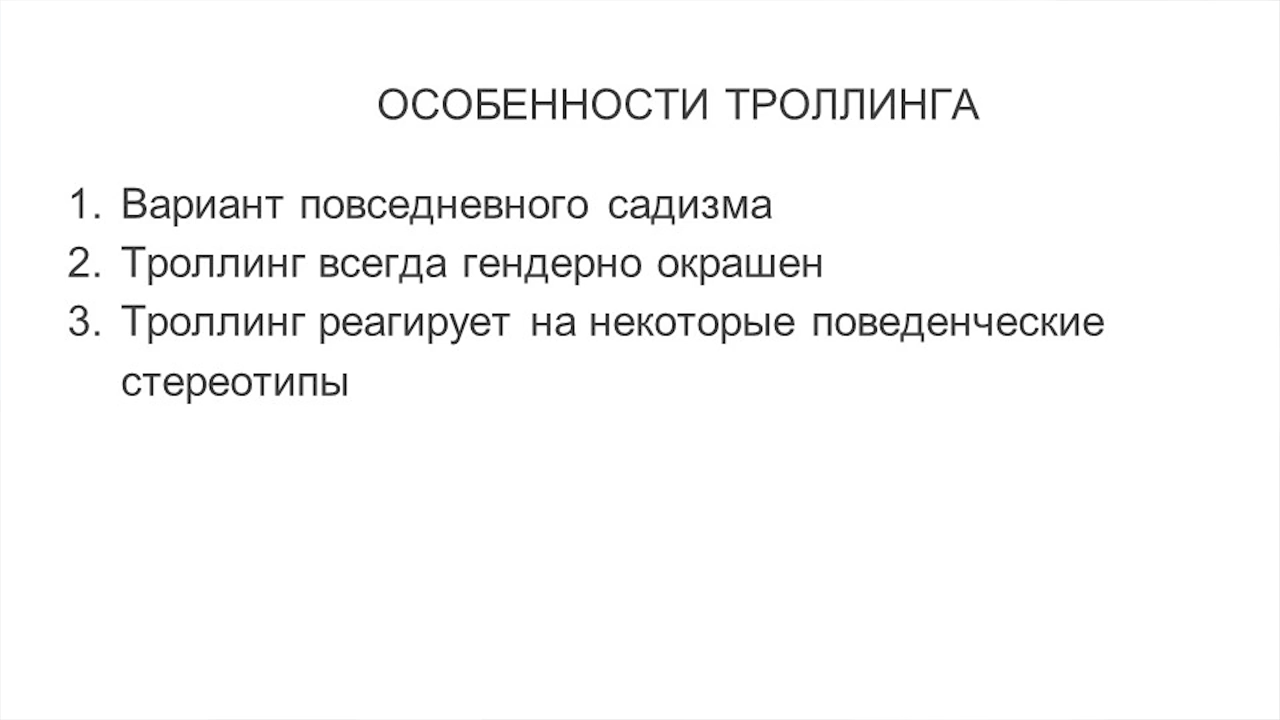 ОСОБЕННОСТИ ТРОЛЛИНГА
1. Вариант повседневного садизма
2. Троллинг всегда гендерно окрашен
3. Троллинг реагирует на некоторые поведенческие
стереотипы